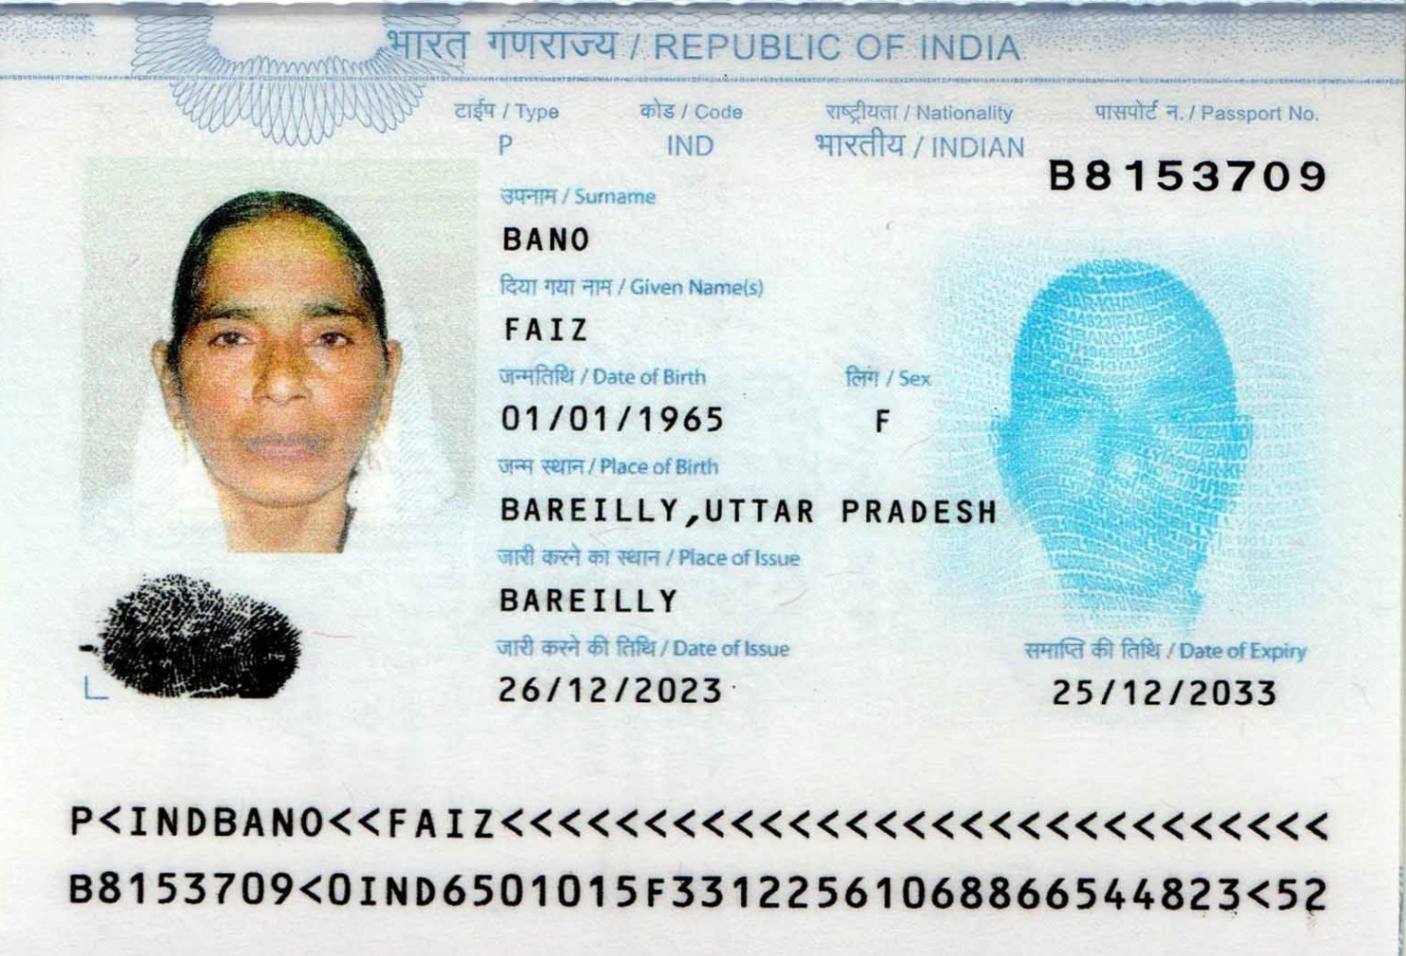 भारत गणराज्य / REPUBLIC OF INDIA
टाईप / Type कोड / Code राष्ट्रीयता / Nationality पासपोर्ट न. / Passport No.
P IND भारतीय / INDIAN B8153709
उपनाम / Surname
BANO
दिया गया नाम / Given Name(s)
FAIZ
जन्मतिथि / Date of Birth लिंग / Sex
01/01/1965 F
जन्म स्थान / Place of Birth
BAREILLY,UTTAR PRADESH
जारी करने का स्थान / Place of Issue
BAREILLY
जारी करने की तिथि / Date of Issue समाप्ति की तिथि / Date of Expiry
26/12/2023 25/12/2033
P<INDBANO<<FAIZ<<<<<<<<<<<<<<<<<<<<<<<<<<<<<
B8153709<0IND6501015F33122561068866544823<52